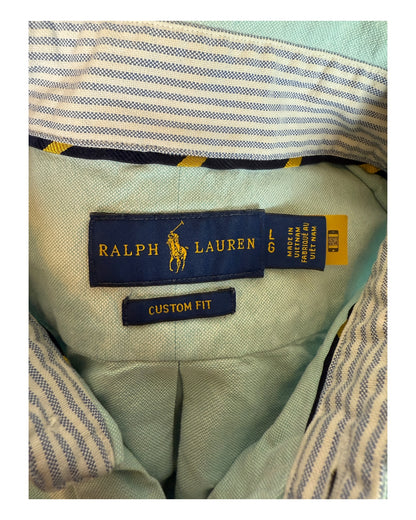 RALPH LAUREN
L
G
MADE IN
VIETNAM
FABRIQUÉ AU
VIÊT NAM
CUSTOM FIT